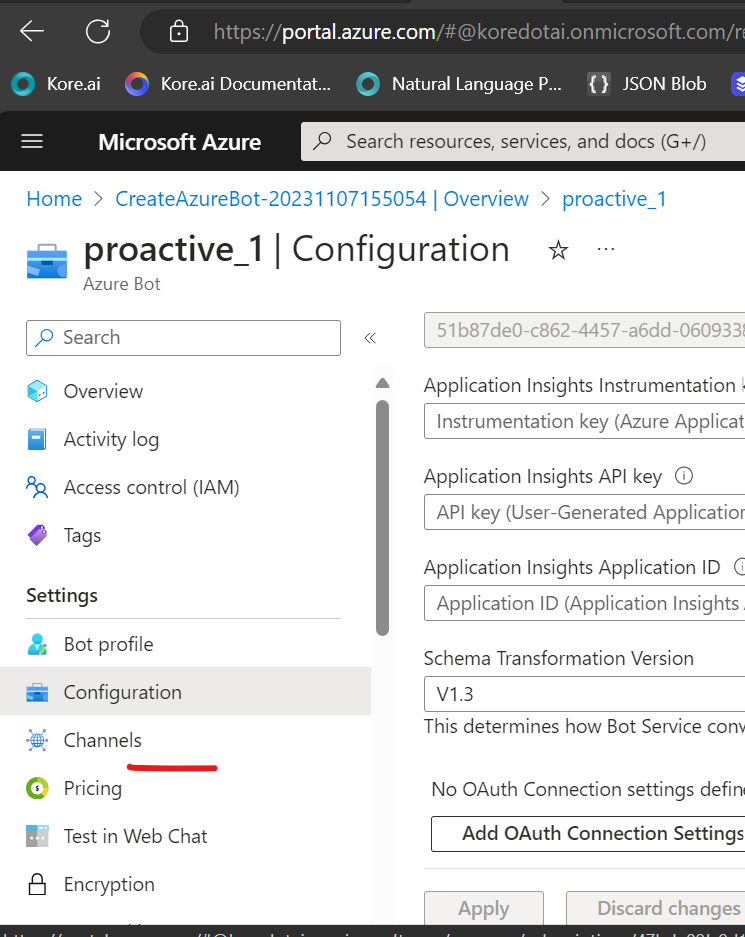 https://portal.azure.com/#@koredotai.onmicrosoft.com/re
Kore.ai Kore.ai Documentat... Natural Language P... {} JSON Blob
Microsoft Azure Search resources, services, and docs (G+/)
Home > CreateAzureBot-20231107155054 | Overview > proactive_1
proactive_1 | Configuration
Azure Bot
Search
Overview
Activity log
Access control (IAM)
Tags
Settings
Bot profile
Configuration
Channels
Pricing
Test in Web Chat
Encryption
51b87de0-c862-4457-a6dd-060933
Application Insights Instrumentation
Instrumentation key (Azure Applicat
Application Insights API key
API key (User-Generated Application
Application Insights Application ID
Application ID (Application Insights
Schema Transformation Version
V1.3
This determines how Bot Service conv
No OAuth Connection settings define
Add OAuth Connection Settings
Apply Discard changes